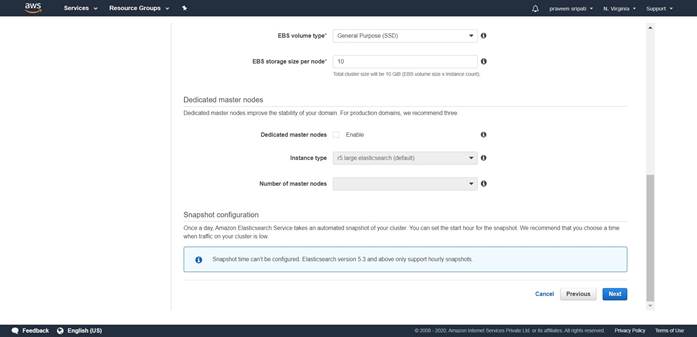 aws Services Resource Groups praveen sripati N. Virginia Support
EBS volume type* General Purpose (SSD)
EBS storage size per node* 10
Total cluster size will be 10 GiB (EBS volume size x instance count).
Dedicated master nodes
Dedicated master nodes improve the stability of your domain. For production domains, we recommend three.
Dedicated master nodes Enable
Instance type r5.large.elasticsearch (default)
Number of master nodes
Snapshot configuration
Once a day, Amazon Elasticsearch Service takes an automated snapshot of your cluster. You can set the start hour for the snapshot. We recommend that you choose a time
when traffic on your cluster is low.
Snapshot time can't be configured. Elasticsearch version 5.3 and above only support hourly snapshots.
Cancel Previous Next
Feedback English (US) © 2008 - 2020, Amazon Internet Services Private Ltd. or its affiliates. All rights reserved. Privacy Policy Terms of Use